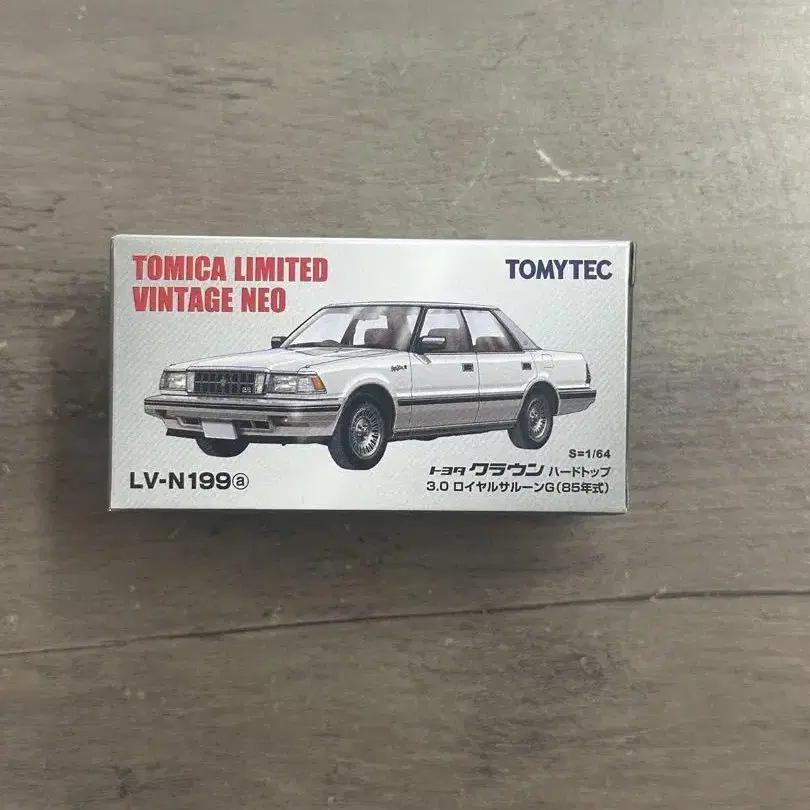 TOMICA LIMITED
VINTAGE NEO
TOMYTEC
S=1/64
LV-N199ⓐ
トヨタ クラウン ハードトップ
3.0 ロイヤルサルーンG(85年式)